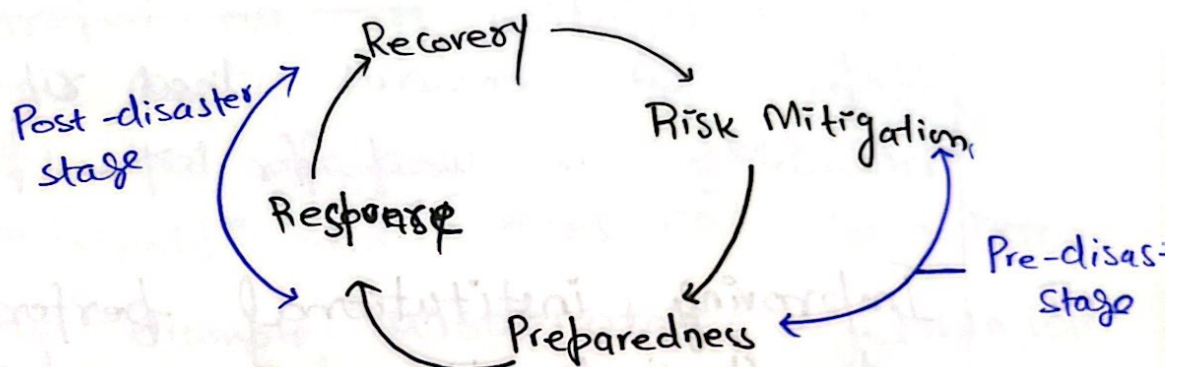 Recovery
Post-disaster
stage
Risk Mitigation
Response
Pre-disas-
stage
Preparedness